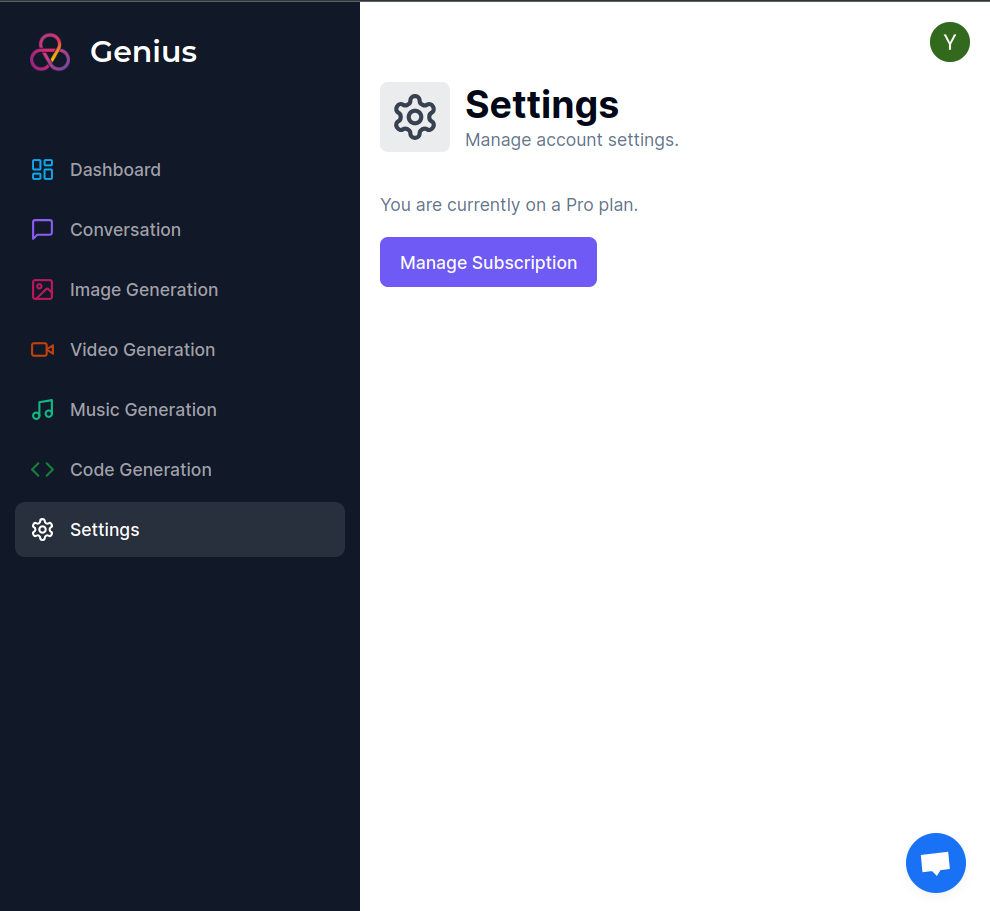 Genius
Dashboard
Conversation
Image Generation
Video Generation
Music Generation
Code Generation
Settings
Y
Settings
Manage account settings.
You are currently on a Pro plan.
Manage Subscription